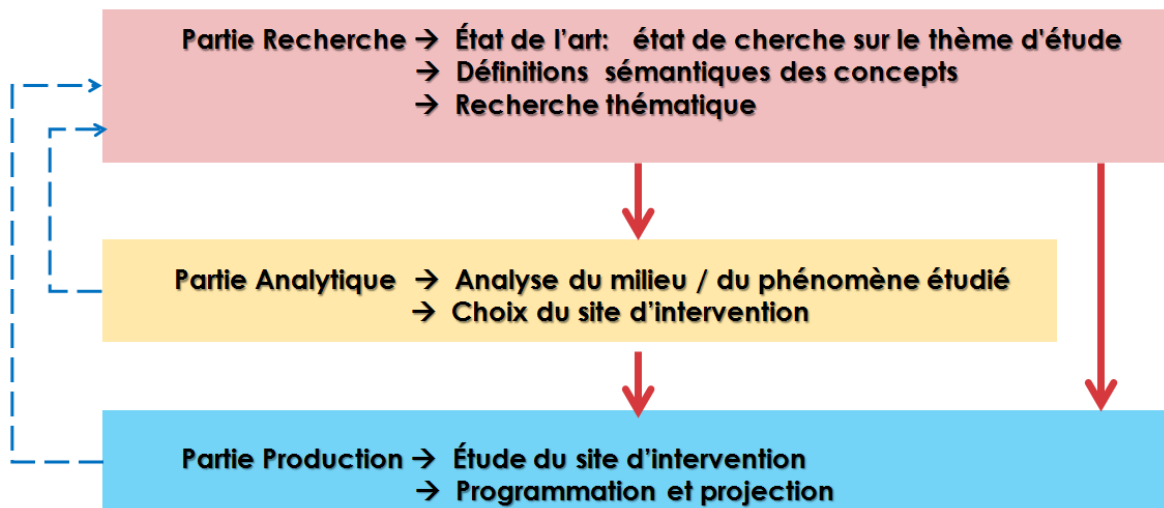 Partie Recherche → État de l'art: état de cherche sur le thème d'étude
→ Définitions sémantiques des concepts
→ Recherche thématique
Partie Analytique → Analyse du milieu / du phénomène étudié
→ Choix du site d'intervention
Partie Production → Étude du site d'intervention
→ Programmation et projection